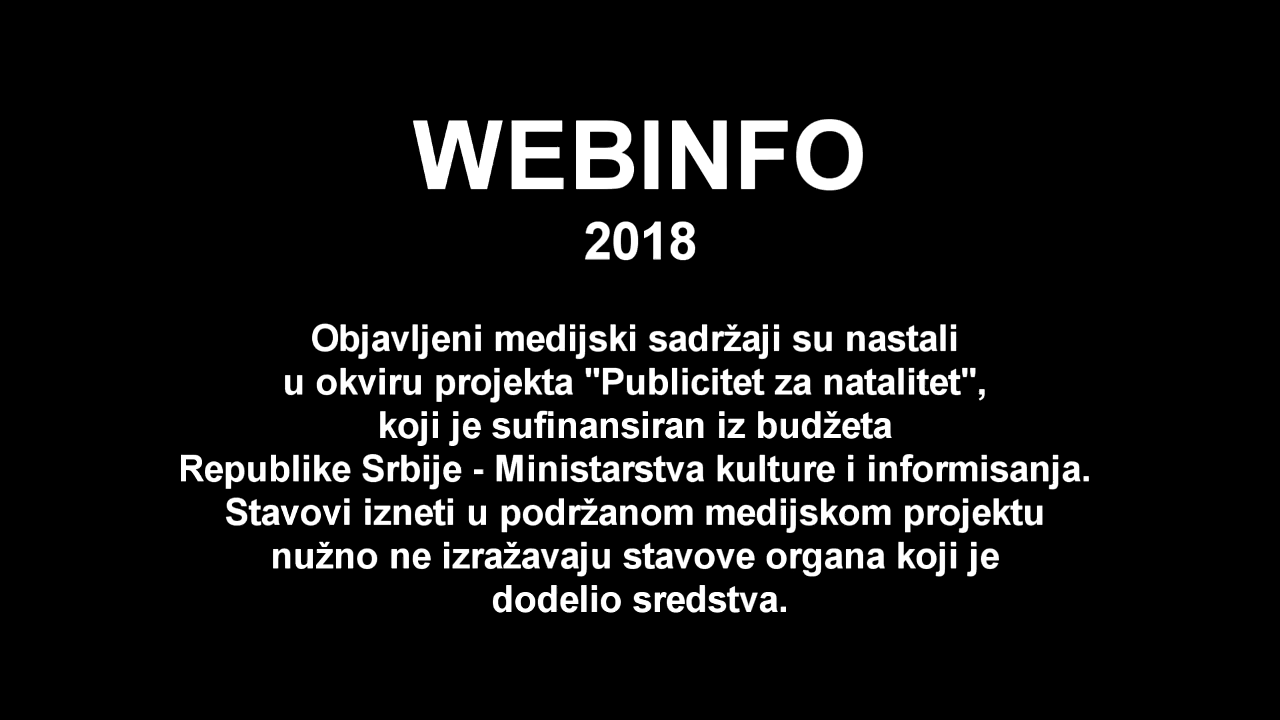 WEBINFO
2018
Objavljeni medijski sadržaji su nastali
u okviru projekta "Publicitet za natalitet",
koji je sufinansiran iz budžeta
Republike Srbije - Ministarstva kulture i informisanja.
Stavovi izneti u podržanom medijskom projektu
nužno ne izražavaju stavove organa koji je
dodelio sredstva.